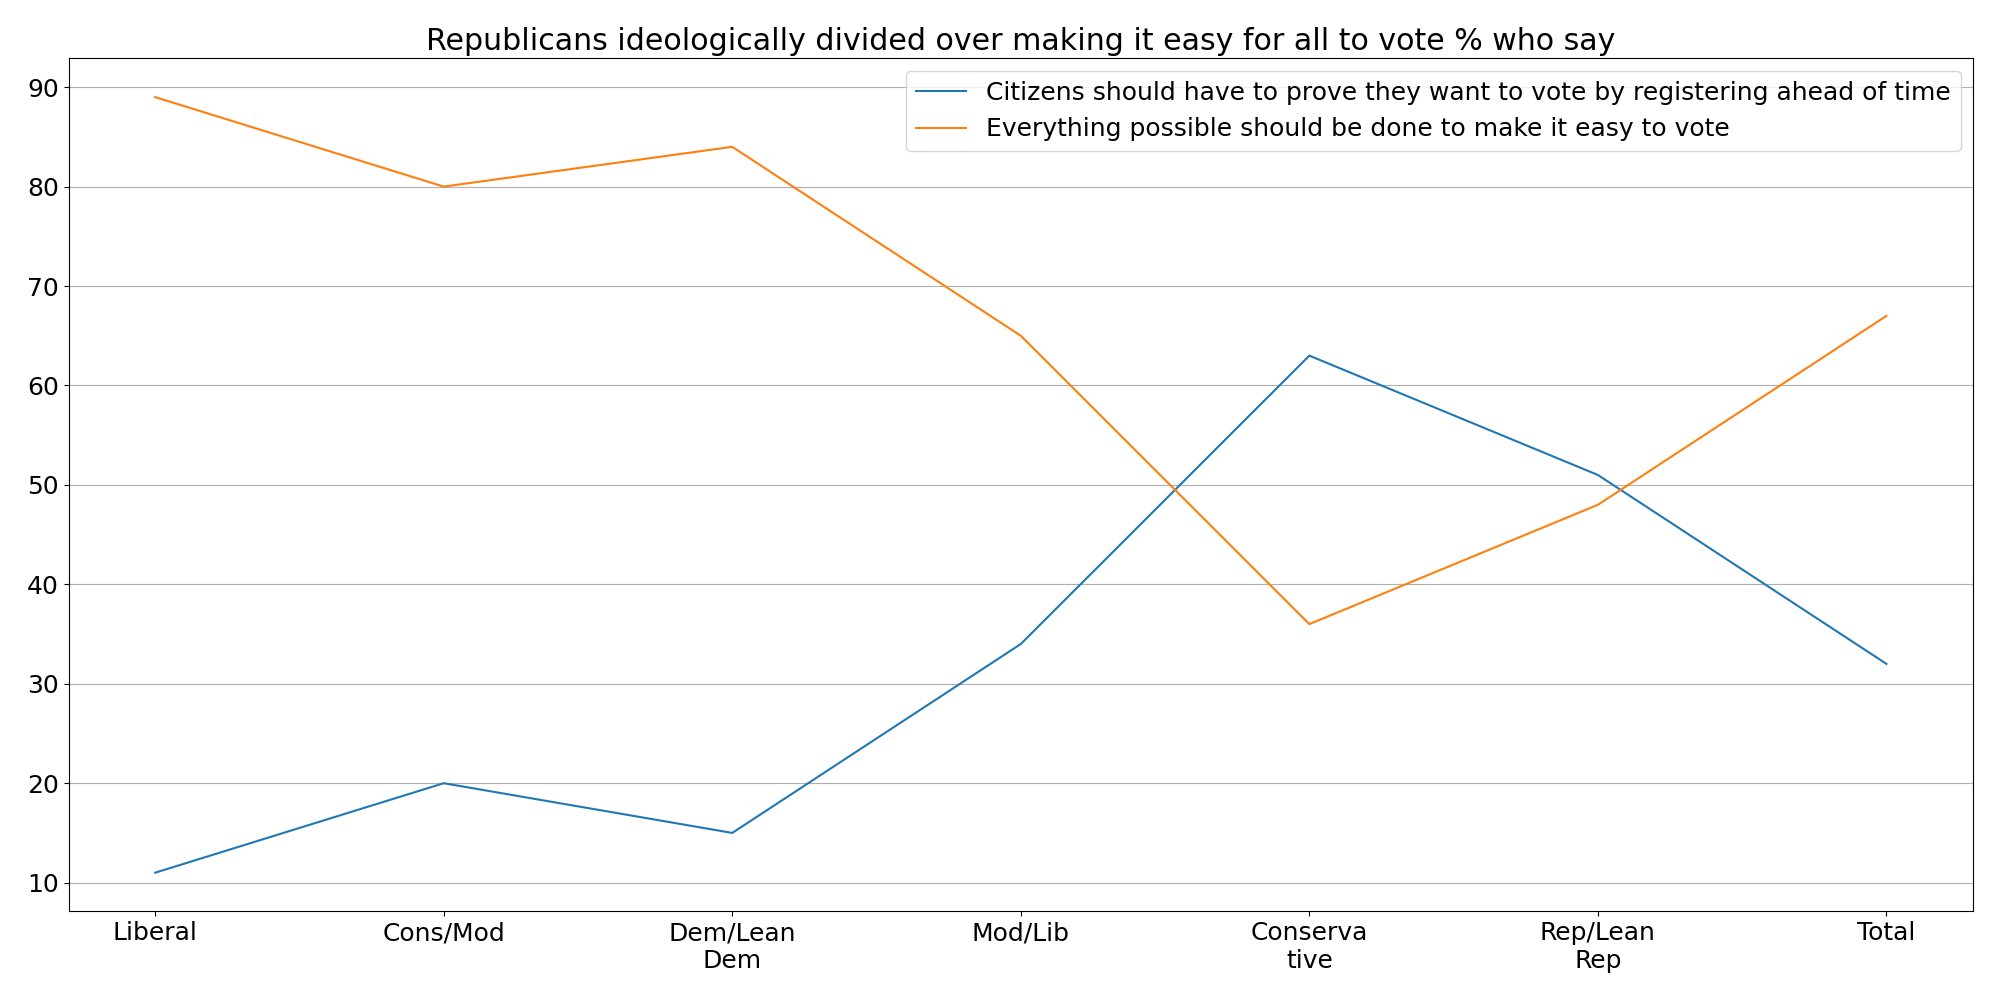 Republicans ideologically divided over making it easy for all to vote % who say
Citizens should have to prove they want to vote by registering ahead of time
Everything possible should be done to make it easy to vote
90
80
70
60
50
40
30
20
10
Liberal
Cons/Mod
Dem/Lean
Dem
Mod/Lib
Conserva
tive
Rep/Lean
Rep
Total